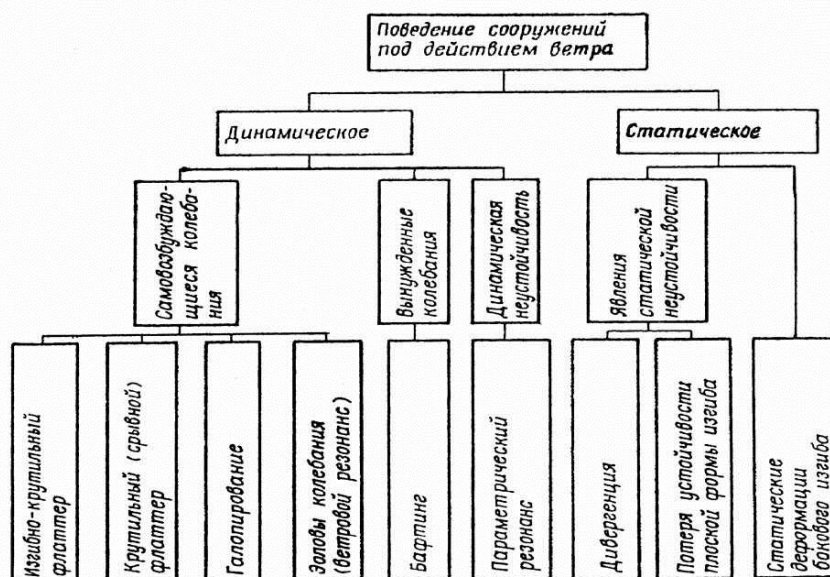 Поведение сооружений
под действием ветра
Динамическое
Статическое
Самовозбуждаю-
щиеся колеба-
ния
Вынужденные
колебания
Динамическая
неустойчивость
Явления
статической
неустойчивости
Изгибно-крутильный
флаттер
Крутильный (срывной)
флаттер
Галопирование
Эоловы колебания
(ветровой резонанс)
Бафтинг
Параметрический
резонанс
Дивергенция
Потеря устойчивости
плоской формы изгиба
Статические
деформации
бокового изгиба